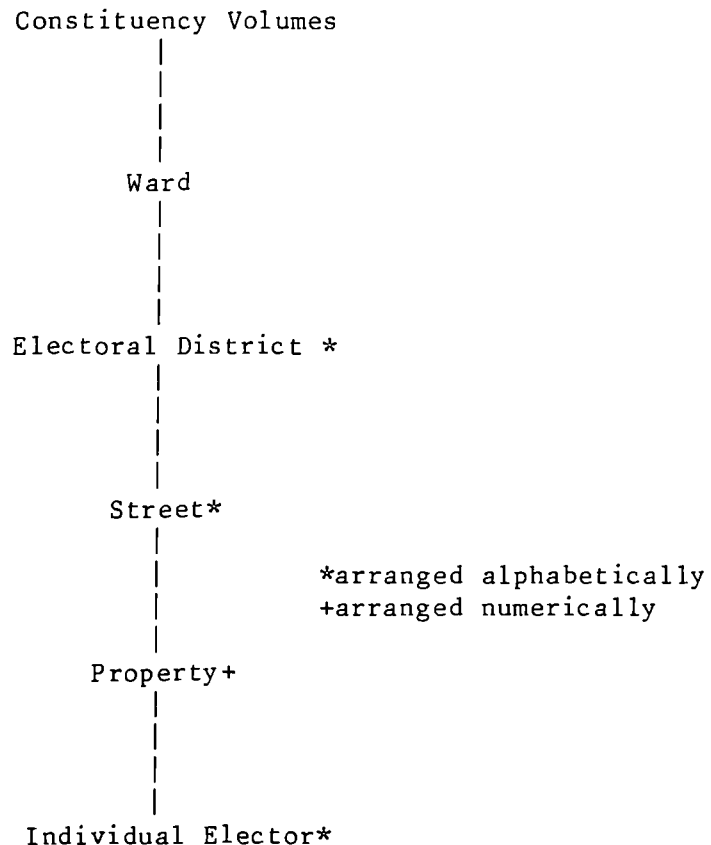 Constituency Volumes
Ward
Electoral District *
Street*
*arranged alphabetically
+arranged numerically
Property+
Individual Elector*